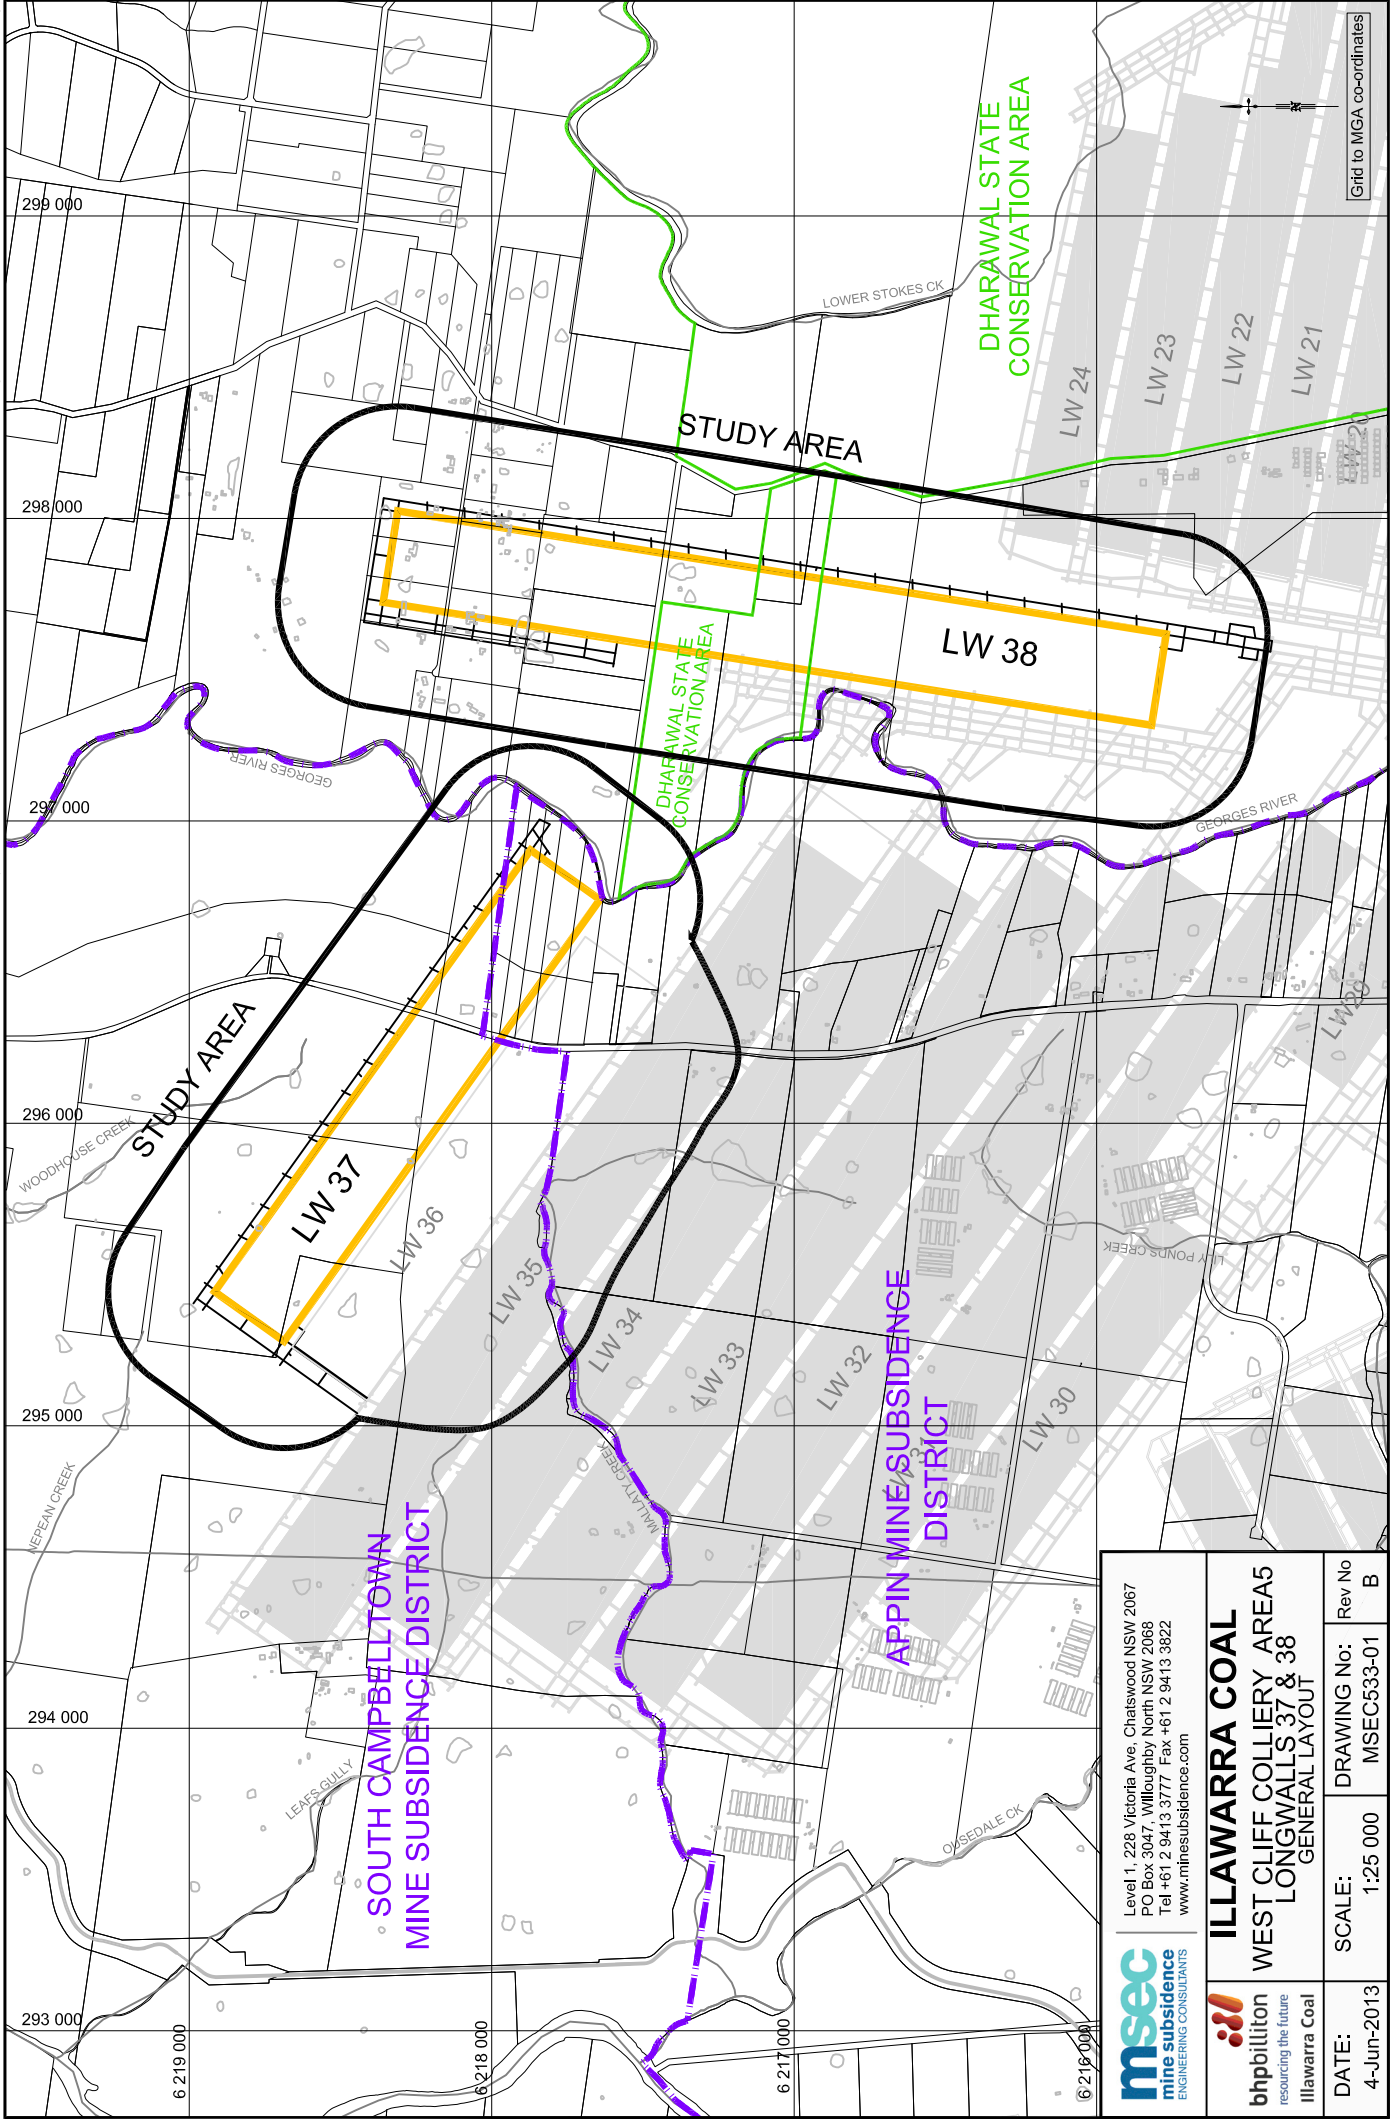 299 000
298 000
297 000
296 000
295 000
294 000
293 000
6 219 000
6 218 000
6 217 000
6 216 000
Grid to MGA co-ordinates
N
DHARAWAL STATE
CONSERVATION AREA
LOWER STOKES CK
LW 24
LW 23
LW 22
LW 21
LW 20
STUDY AREA
LW 38
DHARAWAL STATE
CONSERVATION AREA
GEORGES RIVER
GEORGES RIVER
STUDY AREA
WOODHOUSE CREEK
LW 37
LW 36
LW 35
LW 34
LW 33
LW 32
LW 31
LW 30
LW29
LILY PONDS CREEK
MALLATY CREEK
NEPEAN CREEK
LEAFS GULLY
OUSEDALE CK
SOUTH CAMPBELLTOWN
MINE SUBSIDENCE DISTRICT
APPIN MINE SUBSIDENCE
DISTRICT
msec
mine subsidence
ENGINEERING CONSULTANTS
Level 1, 228 Victoria Ave, Chatswood NSW 2067
PO Box 3047, Willoughby North NSW 2068
Tel +61 2 9413 3777 Fax +61 2 9413 3822
www.minesubsidence.com
bhpbilliton
resourcing the future
Illawarra Coal
ILLAWARRA COAL
WEST CLIFF COLLIERY AREA5
LONGWALLS 37 & 38
GENERAL LAYOUT
DATE:
4-Jun-2013
SCALE:
1:25 000
DRAWING No:
MSEC533-01
Rev No
B